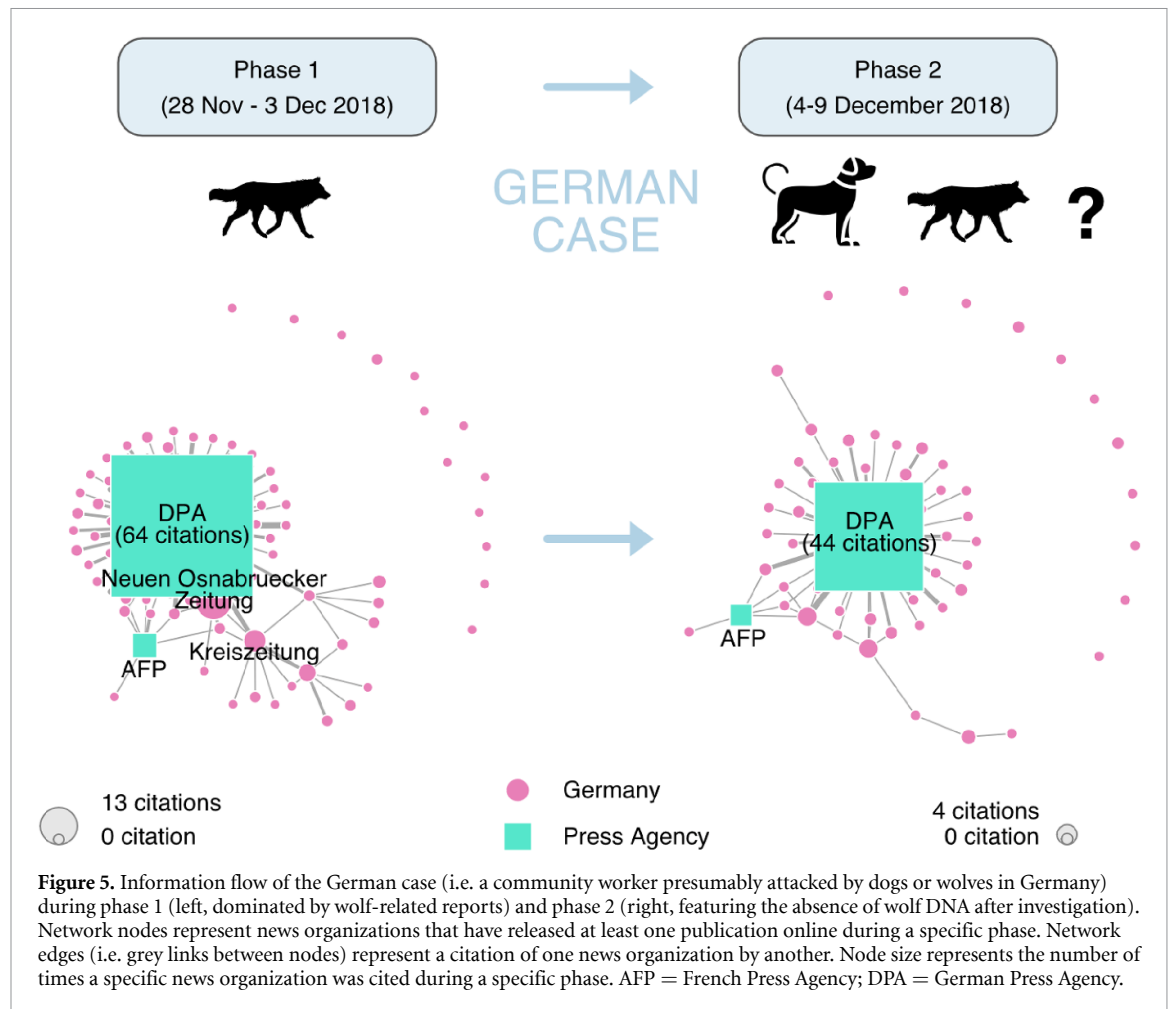 Phase 1
(28 Nov - 3 Dec 2018)
Phase 2
(4-9 December 2018)
GERMAN
CASE
?
DPA
(64 citations)
Neuen Osnabruecker
Zeitung
Kreiszeitung
AFP
DPA
(44 citations)
AFP
13 citations
0 citation
Germany
Press Agency
4 citations
0 citation
Figure 5. Information flow of the German case (i.e. a community worker presumably attacked by dogs or wolves in Germany)
during phase 1 (left, dominated by wolf-related reports) and phase 2 (right, featuring the absence of wolf DNA after investigation).
Network nodes represent news organizations that have released at least one publication online during a specific phase. Network
edges (i.e. grey links between nodes) represent a citation of one news organization by another. Node size represents the number of
times a specific news organization was cited during a specific phase. AFP = French Press Agency; DPA = German Press Agency.